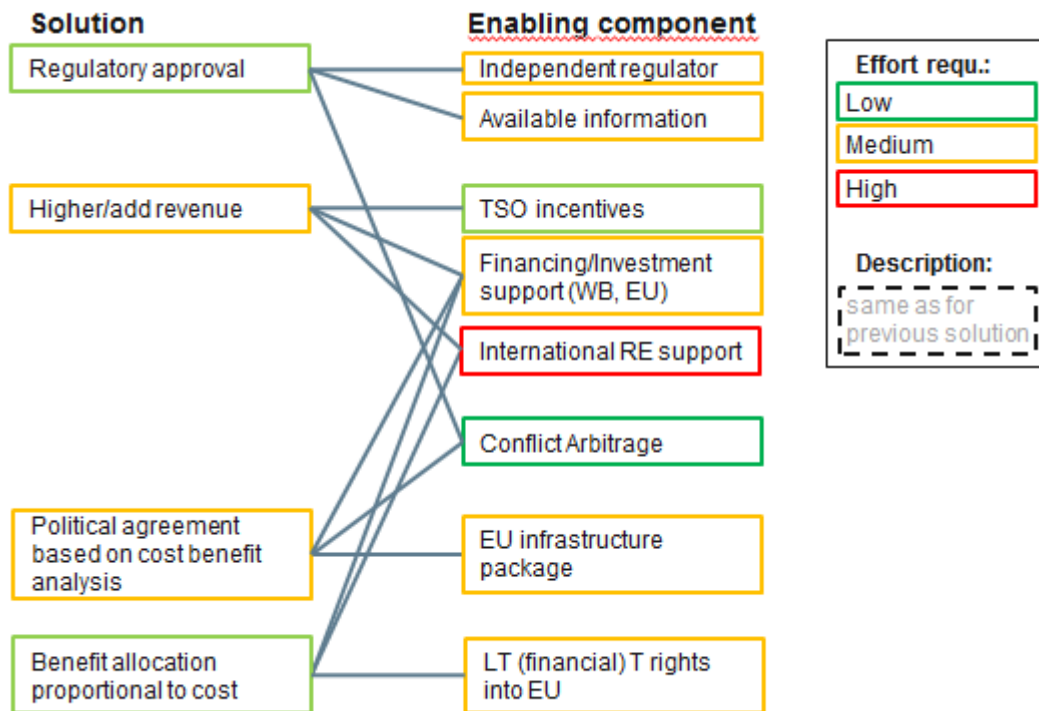 Solution
Enabling component
Regulatory approval
Independent regulator
Available information
Higher/add revenue
TSO incentives
Financing/Investment
support (WB, EU)
International RE support
Conflict Arbitrage
Political agreement
based on cost benefit
analysis
EU infrastructure
package
Benefit allocation
proportional to cost
LT (financial) T rights
into EU
Effort requ.:
Low
Medium
High
Description:
same as for
previous solution